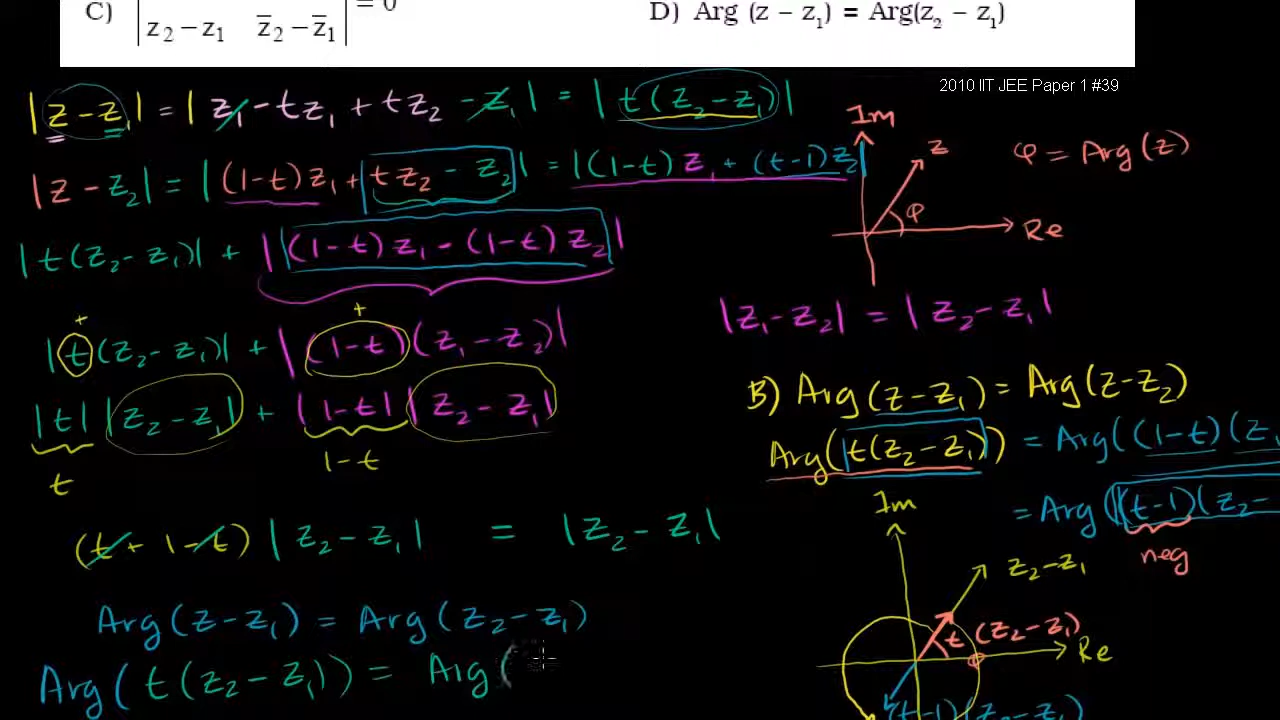 C) | z₂ − z₁ z̅₂ − z̅₁ | = 0
D) Arg (z − z₁) = Arg(z₂ − z₁)
2010 IIT JEE Paper 1 #39
|z − z₁| = | z₁ − tz₁ + tz₂ − z₁ | = | t(z₂ − z₁) |
|z − z₂| = |(1−t)z₁ + tz₂ − z₂ | = |(1−t)z₁ + (t−1)z₂|
|t(z₂ − z₁)| + |(1−t)z₁ − (1−t)z₂|
+ +
|t(z₂ − z₁)| + |(1−t)(z₁ − z₂)|
|t| |z₂ − z₁| + |1−t| |z₂ − z₁|
t 1−t
(t + 1 − t) |z₂ − z₁| = |z₂ − z₁|
Arg(z − z₁) = Arg(z₂ − z₁)
Arg(t(z₂ − z₁)) = Arg(
Im
z
φ = Arg(z)
φ
Re
|z₁ − z₂| = |z₂ − z₁|
B) Arg(z − z₁) = Arg(z − z₂)
Arg(t(z₂ − z₁)) = Arg((1−t)(z₁
= Arg((t−1)(z₂ −
neg
Im
z₂ − z₁
t(z₂ − z₁)
Re
(t−1)(z₂ − z₁)